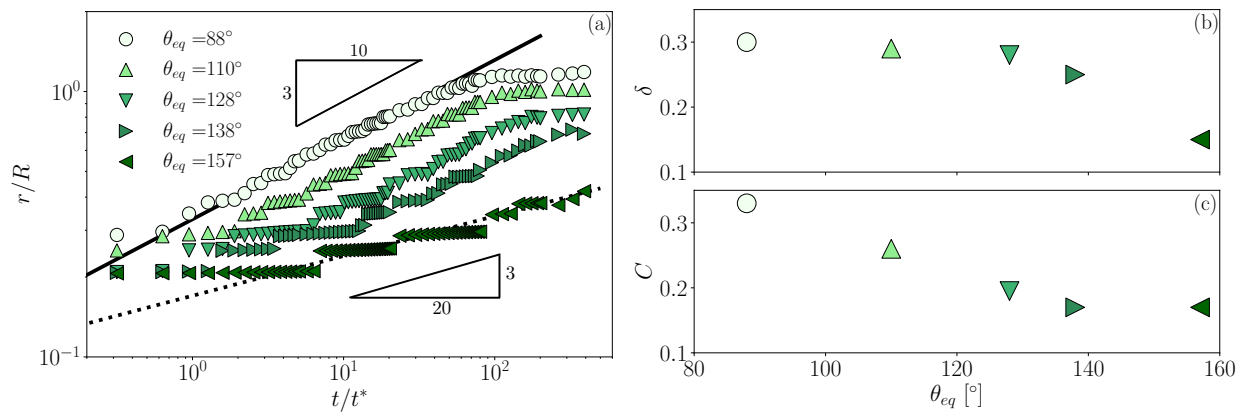 (a)
θ_eq =88°
θ_eq =110°
θ_eq =128°
θ_eq =138°
θ_eq =157°
10
3
3
20
r/R
10^0
10^−1
10^0
10^1
10^2
t/t*
(b)
δ
0.3
0.2
0.1
(c)
C
0.3
0.2
0.1
80
100
120
140
160
θ_eq [°]